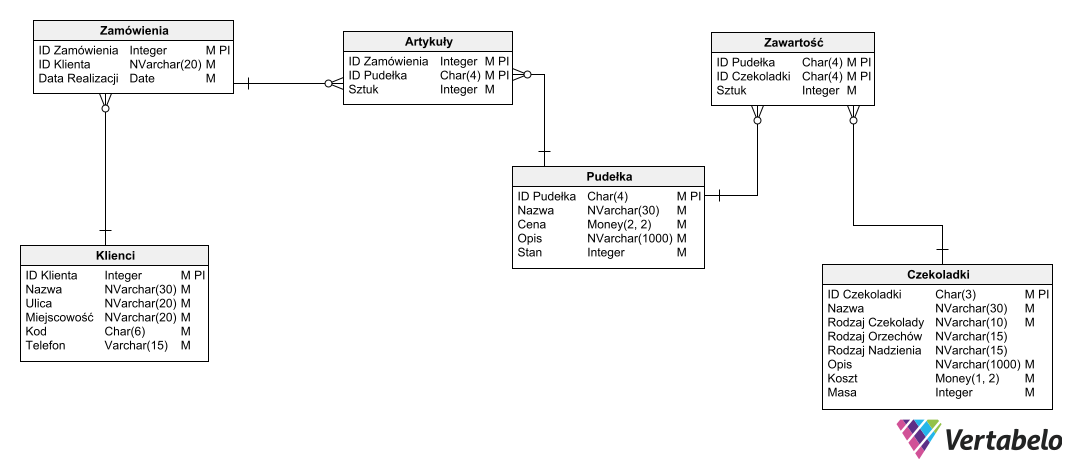 Zamówienia
ID Zamówienia Integer M PI
ID Klienta NVarchar(20) M
Data Realizacji Date M
Artykuły
ID Zamówienia Integer M PI
ID Pudełka Char(4) M PI
Sztuk Integer M
Zawartość
ID Pudełka Char(4) M PI
ID Czekoladki Char(4) M PI
Sztuk Integer M
Pudełka
ID Pudełka Char(4) M PI
Nazwa NVarchar(30) M
Cena Money(2, 2) M
Opis NVarchar(1000) M
Stan Integer M
Klienci
ID Klienta Integer M PI
Nazwa NVarchar(30) M
Ulica NVarchar(20) M
Miejscowość NVarchar(20) M
Kod Char(6) M
Telefon Varchar(15) M
Czekoladki
ID Czekoladki Char(3) M PI
Nazwa NVarchar(30) M
Rodzaj Czekolady NVarchar(10) M
Rodzaj Orzechów NVarchar(15)
Rodzaj Nadzienia NVarchar(15)
Opis NVarchar(1000) M
Koszt Money(1, 2) M
Masa Integer M
Vertabelo